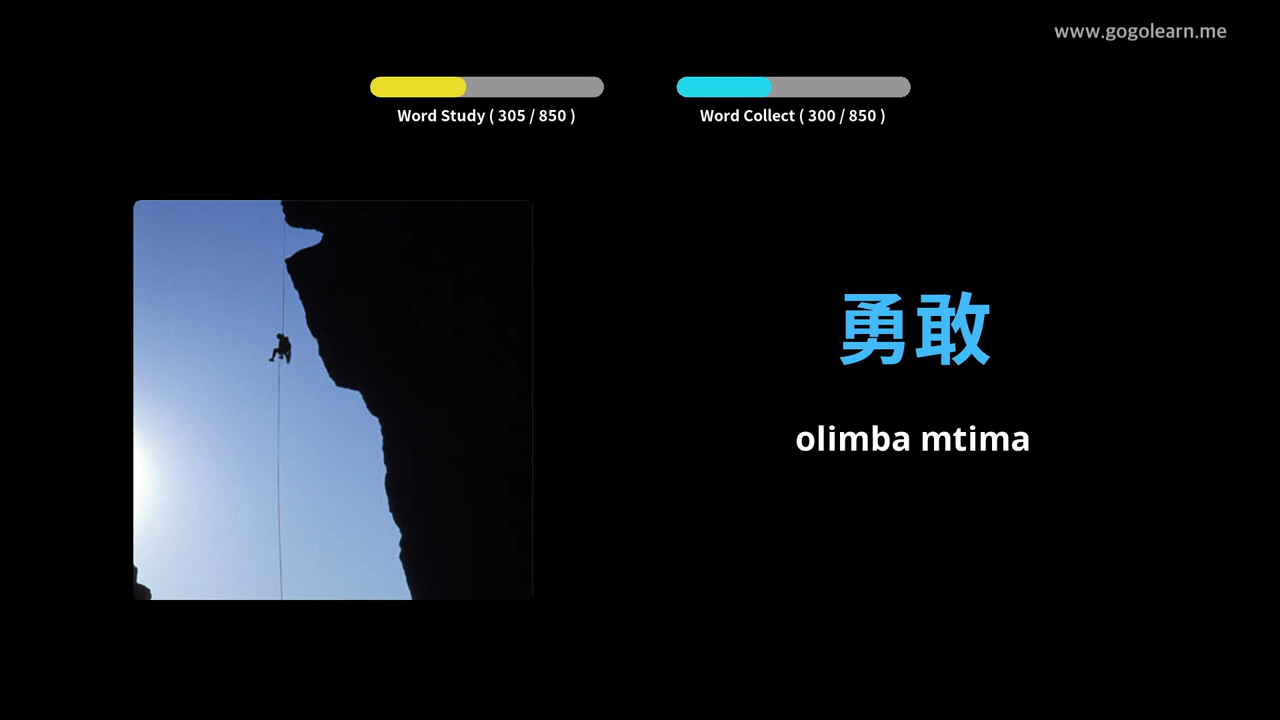 www.gogolearn.me
Word Study ( 305 / 850 )
Word Collect ( 300 / 850 )
勇敢
olimba mtima